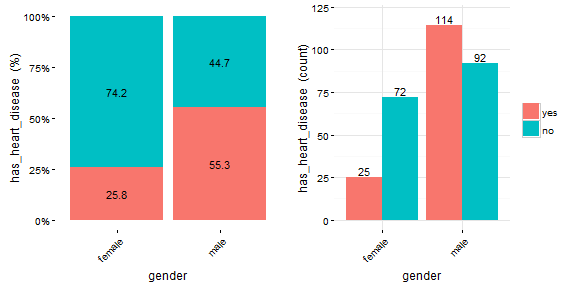 has_heart_disease (%)
100%
75%
50%
25%
0%
74.2
25.8
44.7
55.3
female
male
gender
has_heart_disease (count)
125
100
75
50
25
0
25
72
114
92
female
male
gender
yes
no